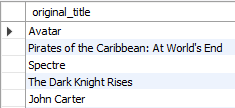 original_title
Avatar
Pirates of the Caribbean: At World's End
Spectre
The Dark Knight Rises
John Carter